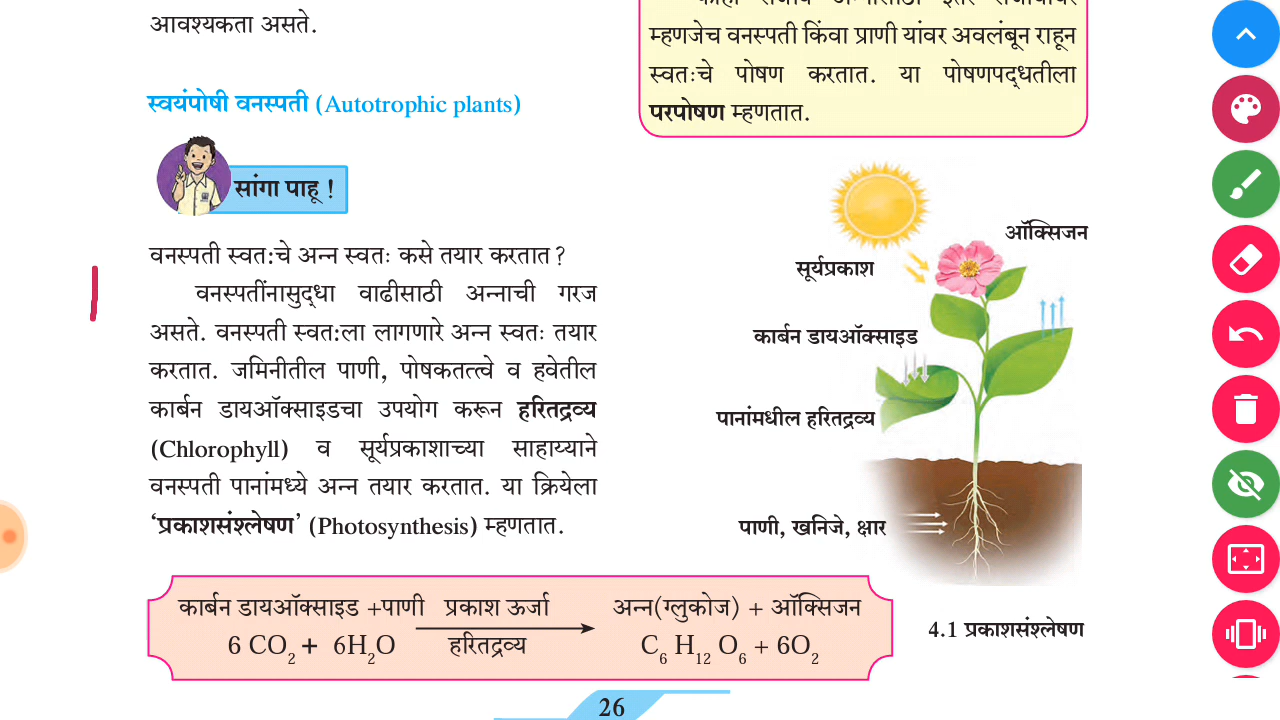 आवश्यकता असते.
स्वयंपोषी वनस्पती (Autotrophic plants)
सांगा पाहू !
वनस्पती स्वतःचे अन्न स्वतः कसे तयार करतात ?
वनस्पतींनासुद्धा वाढीसाठी अन्नाची गरज
असते. वनस्पती स्वतःला लागणारे अन्न स्वतः तयार
करतात. जमिनीतील पाणी, पोषकतत्त्वे व हवेतील
कार्बन डायऑक्साइडचा उपयोग करून हरितद्रव्य
(Chlorophyll) व सूर्यप्रकाशाच्या साहाय्याने
वनस्पती पानांमध्ये अन्न तयार करतात. या क्रियेला
‘प्रकाशसंश्लेषण’ (Photosynthesis) म्हणतात.
म्हणजेच वनस्पती किंवा प्राणी यांवर अवलंबून राहून
स्वतःचे पोषण करतात. या पोषणपद्धतीला
परपोषण म्हणतात.
ऑक्सिजन
सूर्यप्रकाश
कार्बन डायऑक्साइड
पानांमधील हरितद्रव्य
पाणी, खनिजे, क्षार
4.1 प्रकाशसंश्लेषण
कार्बन डायऑक्साइड +पाणी प्रकाश ऊर्जा अन्न(ग्लुकोज) + ऑक्सिजन
6 CO2 + 6H2O हरितद्रव्य C6 H12 O6 + 6O2
26